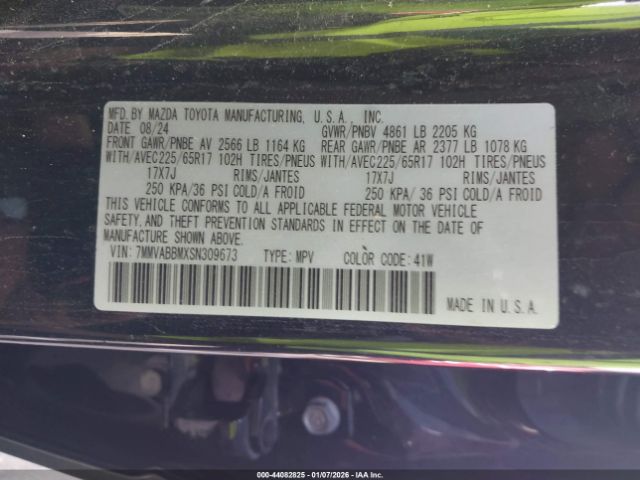 MFD. BY MAZDA TOYOTA MANUFACTURING, U.S.A., INC.
DATE 08/24 GVWR/PNBV 4861 LB 2205 KG
FRONT GAWR/PNBE AV 2566 LB 1164 KG REAR GAWR/PNBE AR 2377 LB 1078 KG
WITH/AVEC225/65R17 102H TIRES/PNEUS WITH/AVEC225/65R17 102H TIRES/PNEUS
17X7J RIMS/JANTES 17X7J RIMS/JANTES
250 KPA/36 PSI COLD/A FROID 250 KPA/ 36 PSI COLD/A FROID
THIS VEHICLE CONFORMS TO ALL APPLICABLE FEDERAL MOTOR VEHICLE
SAFETY, AND THEFT PREVENTION STANDARDS IN EFFECT ON THE DATE OF
MANUFACTURE SHOWN ABOVE.
VIN: 7MMVABBMXSN309673 TYPE: MPV COLOR CODE: 41W
MADE IN U.S.A.
000-44082825 - 01/07/2026 - IAAI, Inc. - Copyright